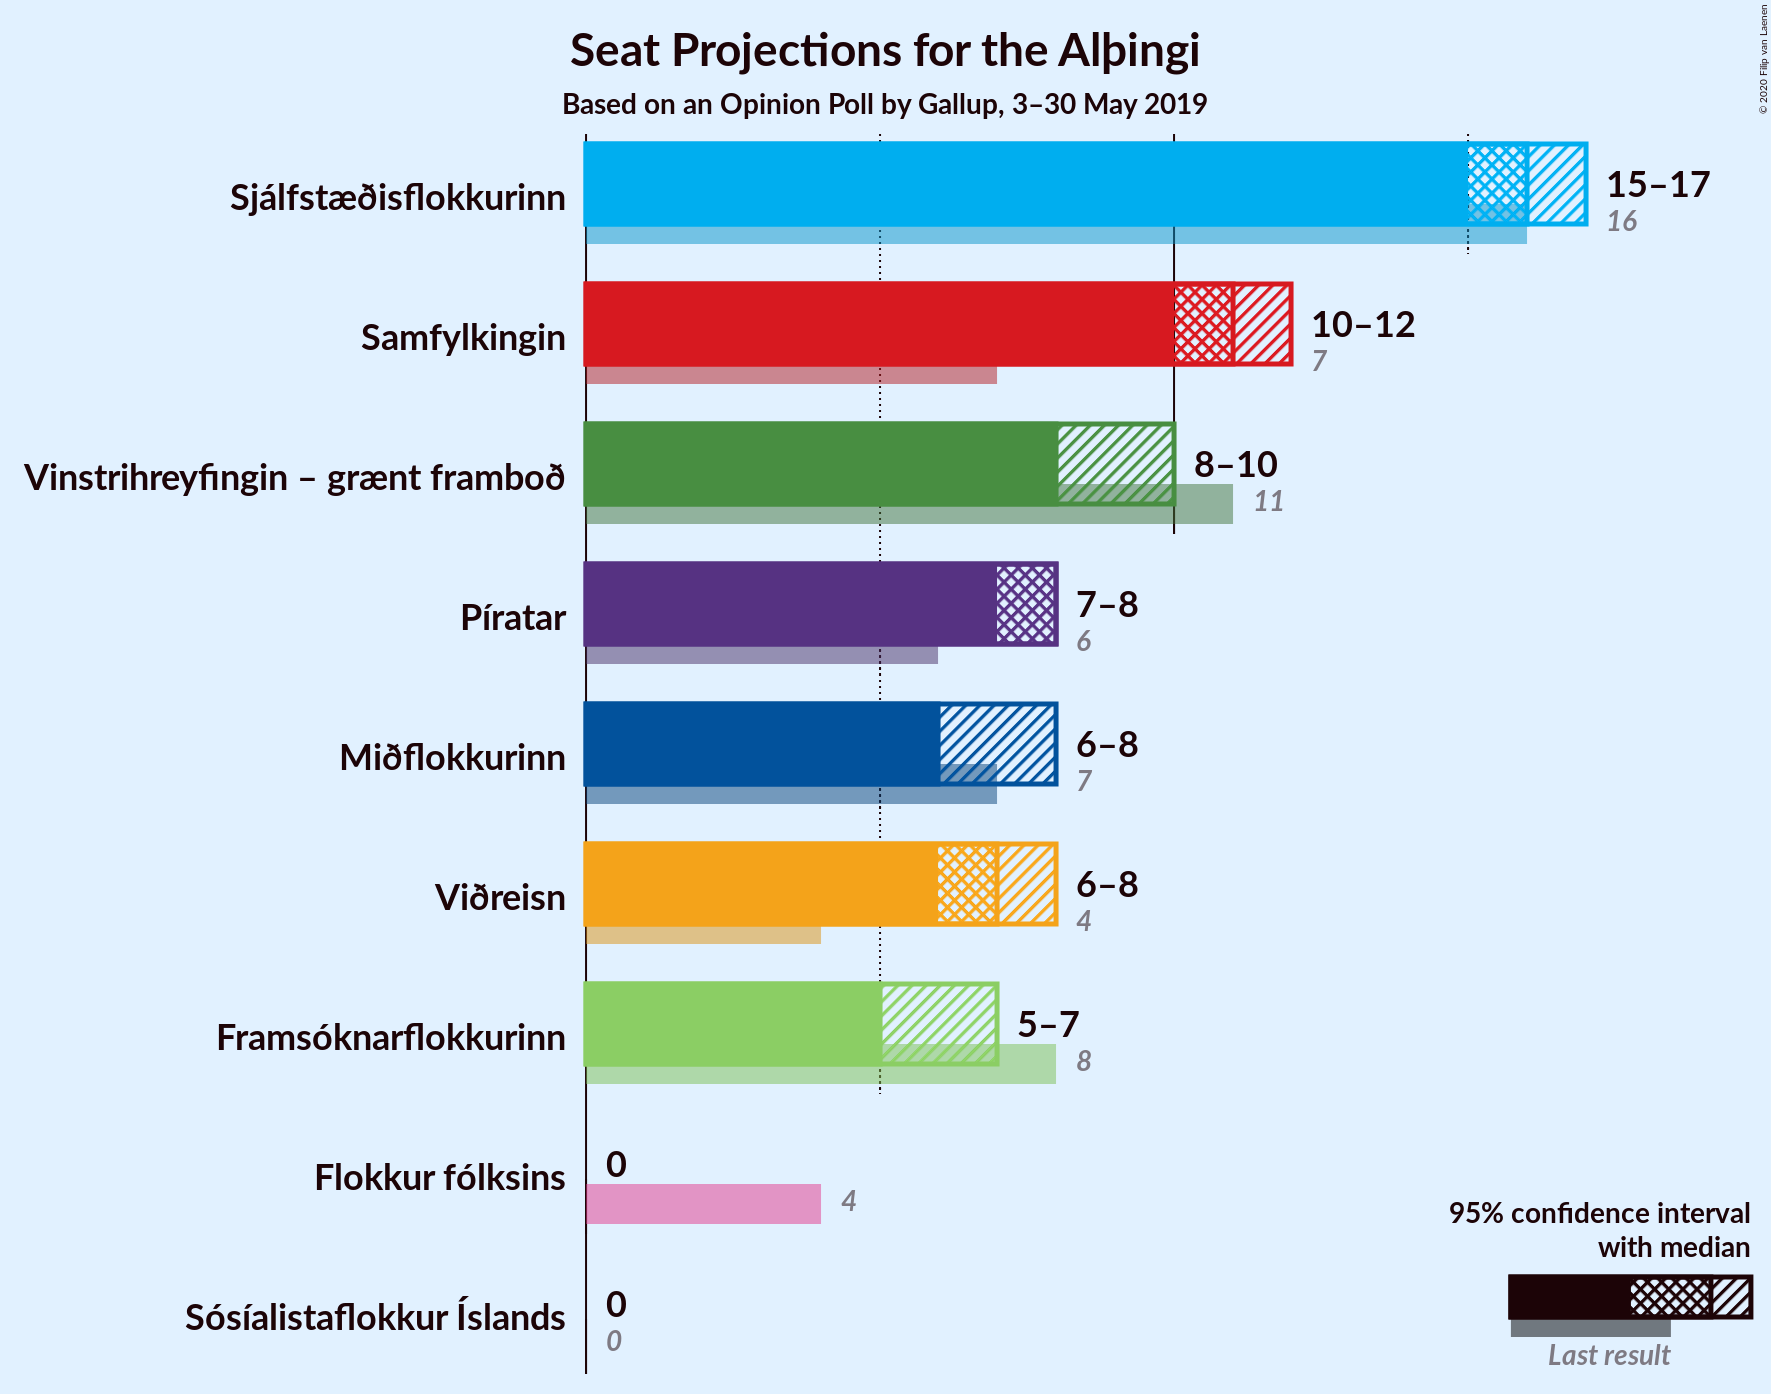 Seat Projections for the Alþingi
Based on an Opinion Poll by Gallup, 3–30 May 2019
© 2020 Filip van Laenen
Sjálfstæðisflokkurinn
15–17
16
Samfylkingin
10–12
7
Vinstrihreyfingin – grænt framboð
8–10
11
Píratar
7–8
6
Miðflokkurinn
6–8
7
Viðreisn
6–8
4
Framsóknarflokkurinn
5–7
8
Flokkur fólksins
0
4
Sósíalistaflokkur Íslands
0
0
95% confidence interval
with median
Last result